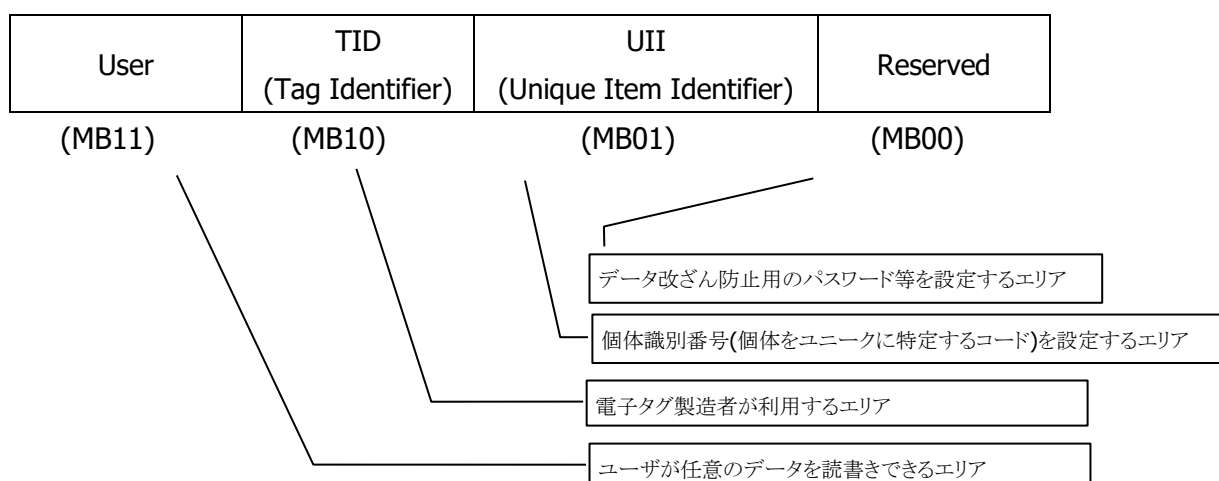 User
TID
(Tag Identifier)
UII
(Unique Item Identifier)
Reserved
(MB11)
(MB10)
(MB01)
(MB00)
データ改ざん防止用のパスワード等を設定するエリア
個体識別番号(個体をユニークに特定するコード)を設定するエリア
電子タグ製造者が利用するエリア
ユーザが任意のデータを読書きできるエリア